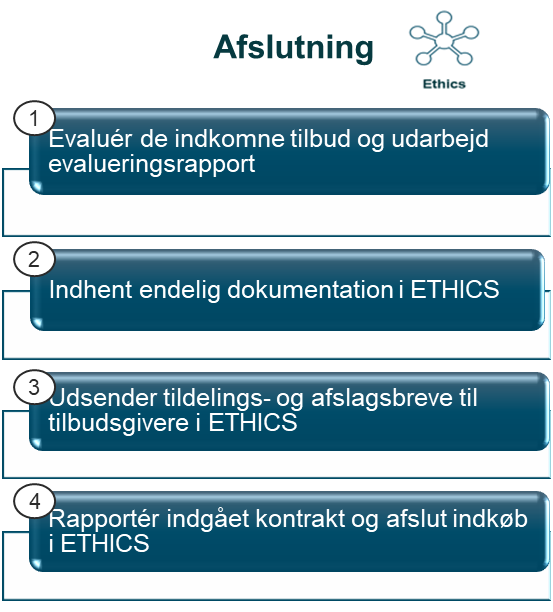 Afslutning
Ethics
1
Evaluér de indkomne tilbud og udarbejd
evalueringsrapport
2
Indhent endelig dokumentation i ETHICS
3
Udsender tildelings- og afslagsbreve til
tilbudsgivere i ETHICS
4
Rapportér indgået kontrakt og afslut indkøb
i ETHICS